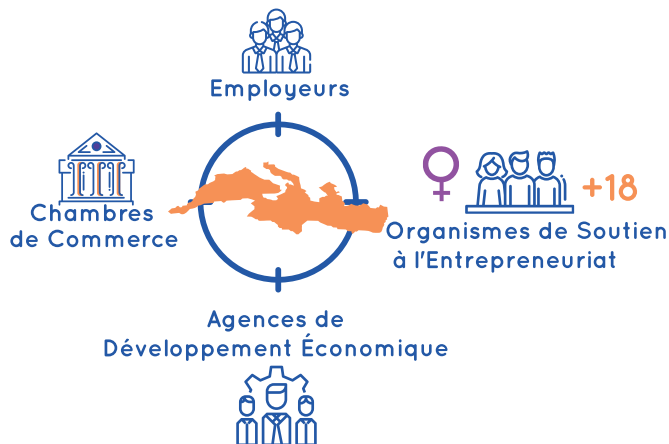 Employeurs
Chambres
de Commerce
+18
Organismes de Soutien
à l'Entrepreneuriat
Agences de
Développement Économique